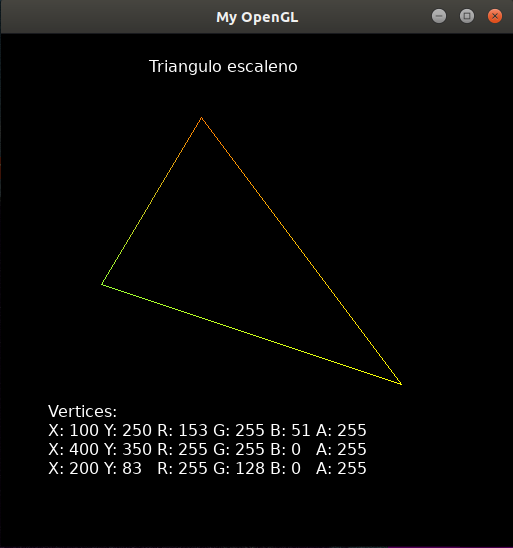 My OpenGL
Triangulo escaleno
Vertices:
X: 100 Y: 250 R: 153 G: 255 B: 51 A: 255
X: 400 Y: 350 R: 255 G: 255 B: 0 A: 255
X: 200 Y: 83 R: 255 G: 128 B: 0 A: 255